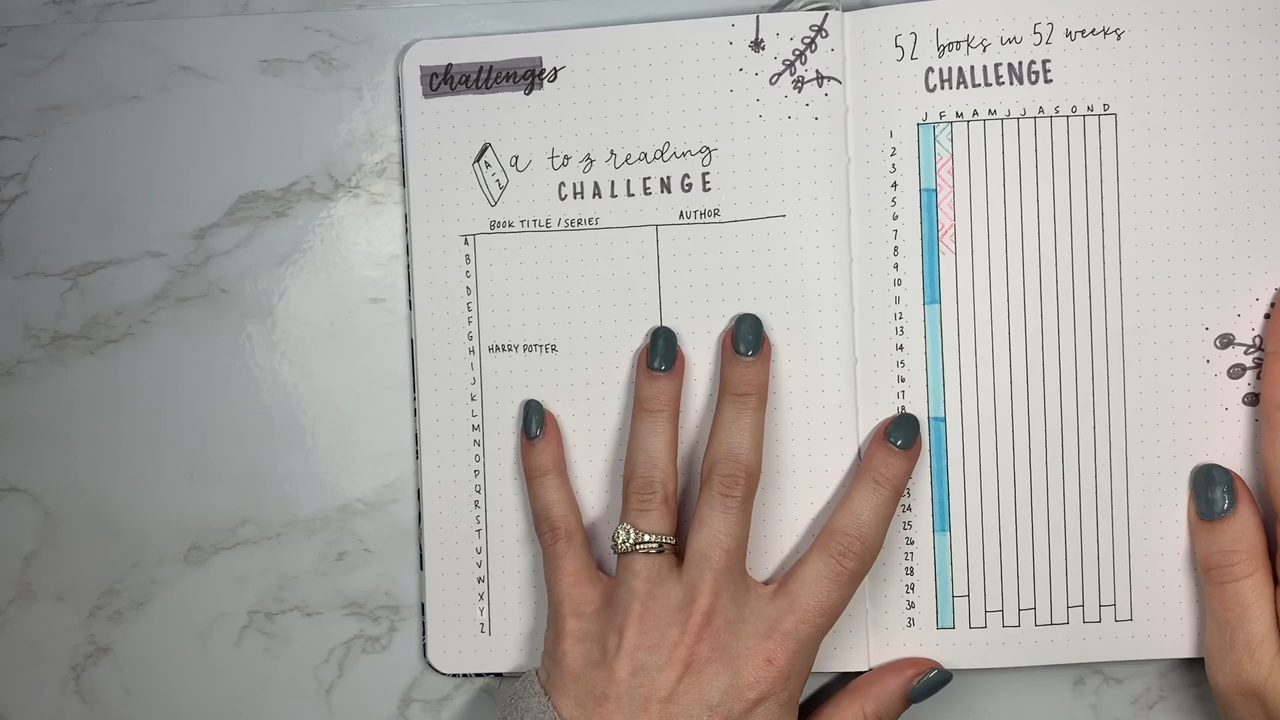 challenges
A - Z
a to z reading
CHALLENGE
BOOK TITLE / SERIES AUTHOR
A
B
C
D
E
F
G
H HARRY POTTER
I
J
K
L
M
N
O
P
Q
R
S
T
U
V
W
X
Y
Z
52 books in 52 weeks
CHALLENGE
J F M A M J J A S O N D
1
2
3
4
5
6
7
8
9
10
11
12
13
14
15
16
17
18
24
25
26
27
28
29
30
31